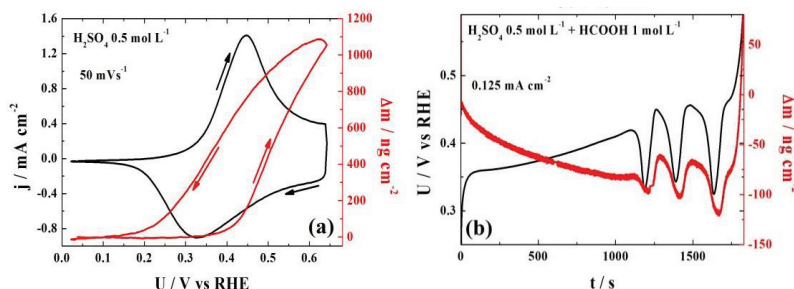 H₂SO₄ 0.5 mol L⁻¹
50 mVs⁻¹
j / mA cm⁻²
1.6
1.2
0.8
0.4
0.0
-0.4
-0.8
0.0 0.1 0.2 0.3 0.4 0.5 0.6
U / V vs RHE
1200
1000
800
600
400
200
0
Δm / ng cm⁻²
(a)
H₂SO₄ 0.5 mol L⁻¹ + HCOOH 1 mol L⁻¹
0.125 mA cm⁻²
U / V vs RHE
0.5
0.4
0.3
0 500 1000 1500
t / s
50
0
-50
-100
-150
Δm / ng cm⁻²
(b)